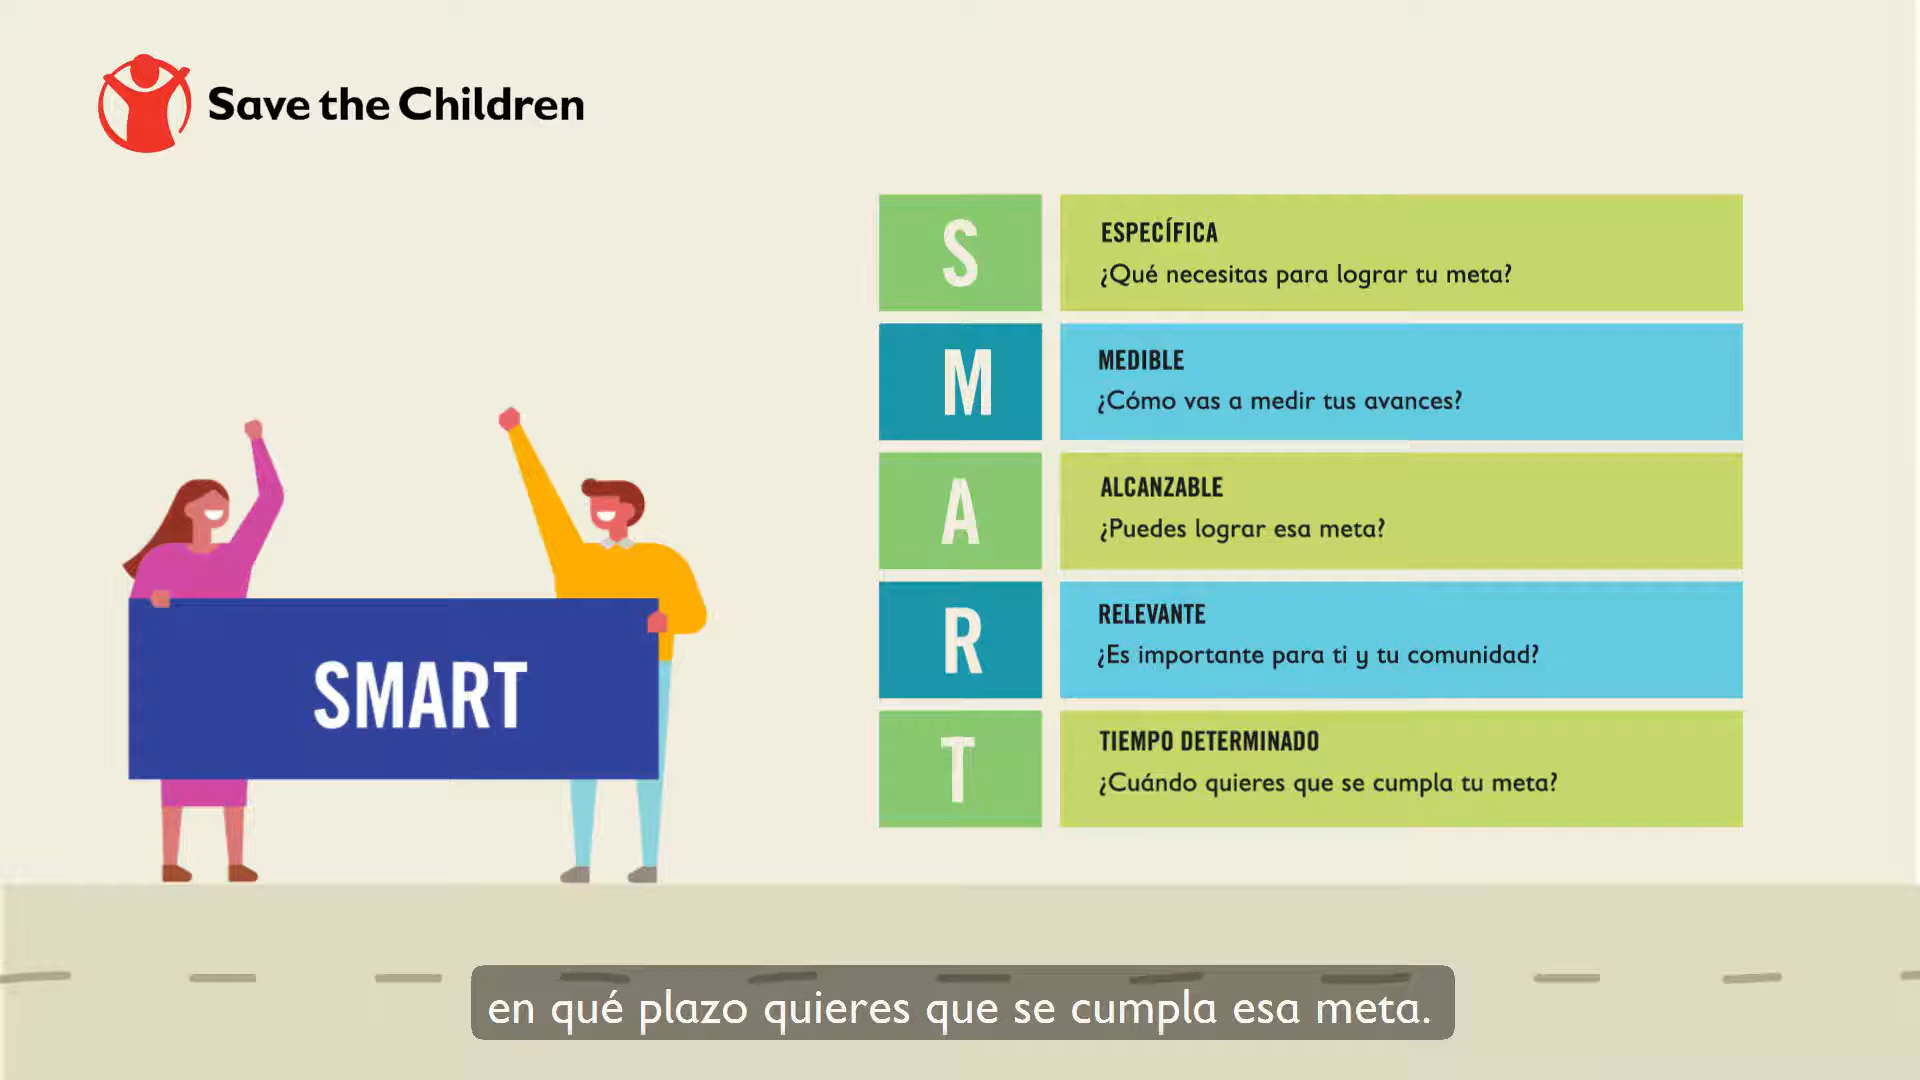 Save the Children
S
ESPECÍFICA
¿Qué necesitas para lograr tu meta?
M
MEDIBLE
¿Cómo vas a medir tus avances?
A
ALCANZABLE
¿Puedes lograr esa meta?
R
RELEVANTE
¿Es importante para ti y tu comunidad?
T
TIEMPO DETERMINADO
¿Cuándo quieres que se cumpla tu meta?
SMART
en qué plazo quieres que se cumpla esa meta.